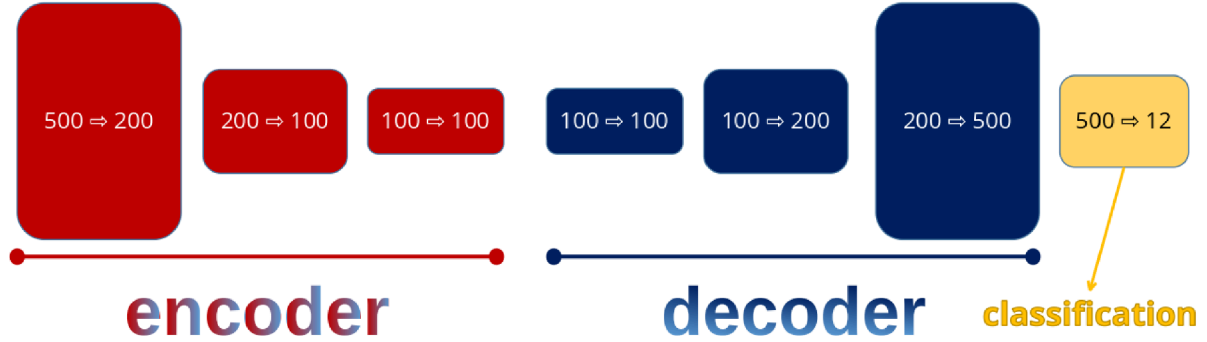 500 ⇨ 200
200 ⇨ 100
100 ⇨ 100
100 ⇨ 100
100 ⇨ 200
200 ⇨ 500
500 ⇨ 12
encoder
decoder
classification